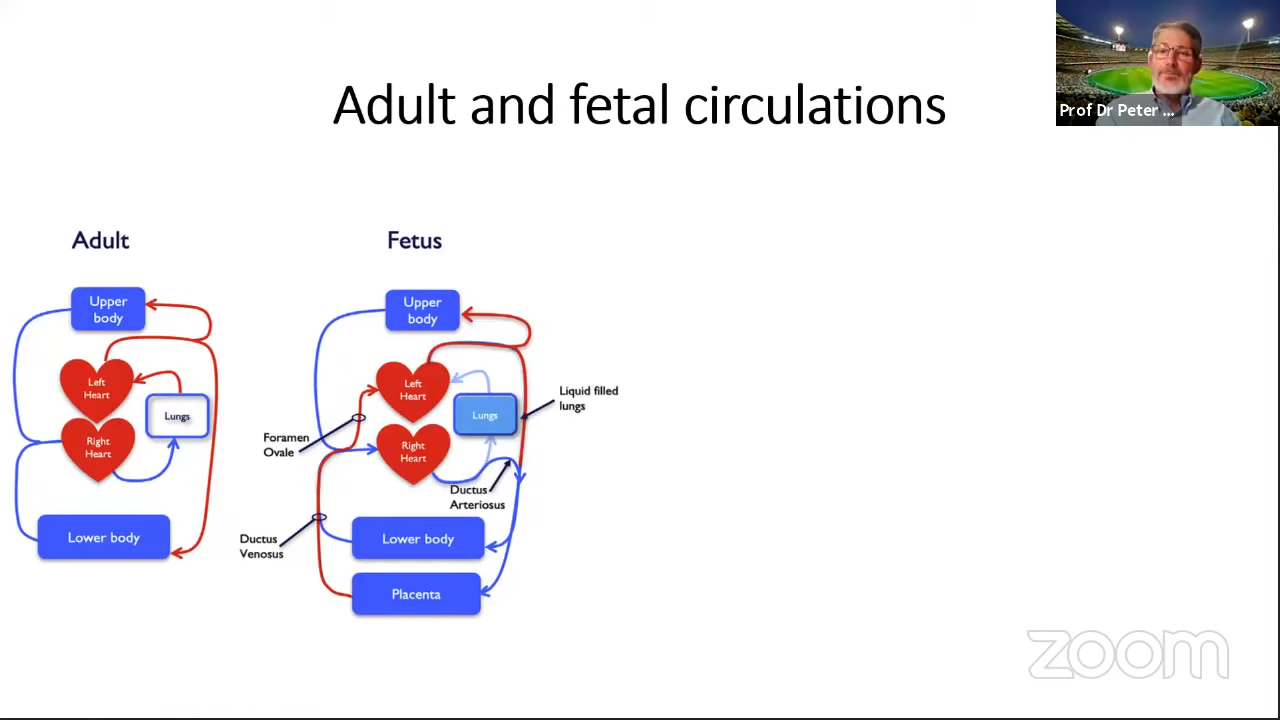 Adult and fetal circulations
Prof Dr Peter ...
Adult
Upper
body
Left
Heart
Lungs
Right
Heart
Lower body
Fetus
Upper
body
Left
Heart
Lungs
Liquid filled
lungs
Foramen
Ovale
Right
Heart
Ductus
Arteriosus
Ductus
Venosus
Lower body
Placenta
zoom